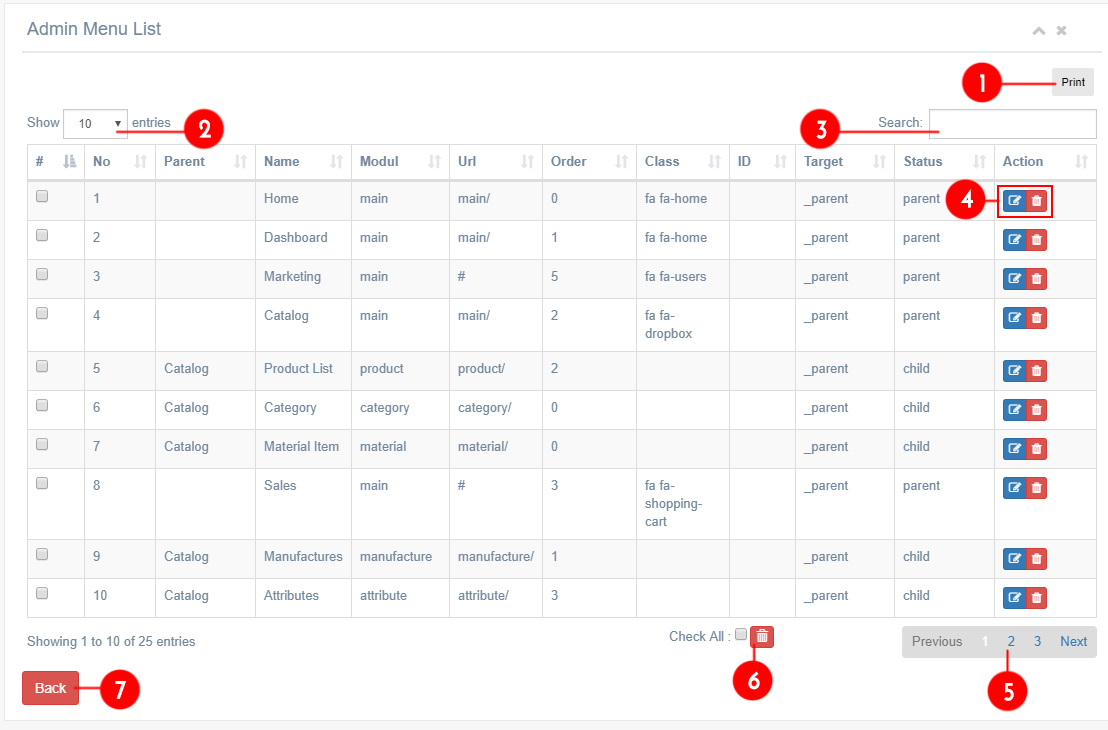 Admin Menu List
1 Print
Show 10 entries 2 3 Search:
# No Parent Name Modul Url Order Class ID Target Status Action
1 Home main main/ 0 fa fa-home _parent parent 4
2 Dashboard main main/ 1 fa fa-home _parent parent
3 Marketing main # 5 fa fa-users _parent parent
4 Catalog main main/ 2 fa fa- _parent parent
dropbox
5 Catalog Product List product product/ 2 _parent child
6 Catalog Category category category/ 0 _parent child
7 Catalog Material Item material material/ 0 _parent child
8 Sales main # 3 fa fa- _parent parent
shopping-
cart
9 Catalog Manufactures manufacture manufacture/ 1 _parent child
10 Catalog Attributes attribute attribute/ 3 _parent child
Showing 1 to 10 of 25 entries Check All : Previous 1 2 3 Next
Back 7 6 5